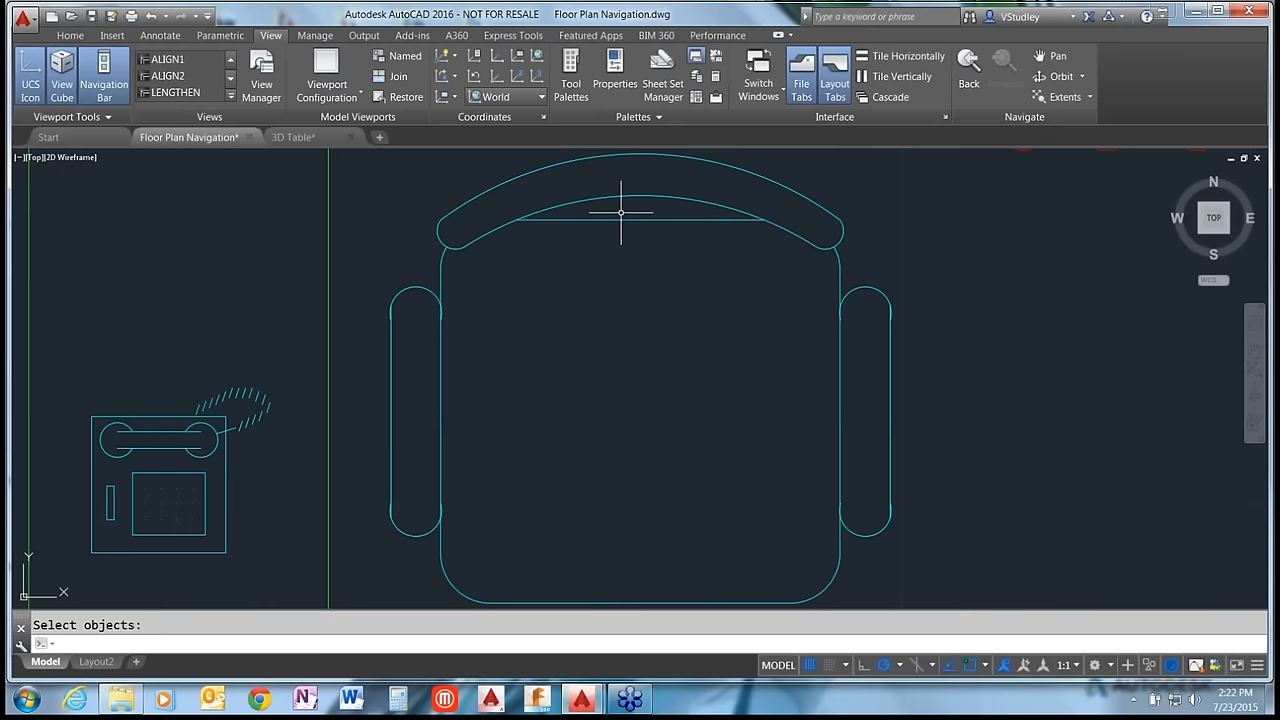 Autodesk AutoCAD 2016 - NOT FOR RESALE Floor Plan Navigation.dwg
Type a keyword or phrase
VStudley
Home Insert Annotate Parametric View Manage Output Add-ins A360 Express Tools Featured Apps BIM 360 Performance
UCS Icon
View Cube
Navigation Bar
Viewport Tools
ALIGN1
ALIGN2
LENGTHEN
View Manager
Views
Viewport Configuration
Named
Join
Restore
Model Viewports
World
Coordinates
Tool Palettes
Properties
Sheet Set Manager
Palettes
Switch Windows
File Tabs
Layout Tabs
Tile Horizontally
Tile Vertically
Cascade
Interface
Back
Pan
Orbit
Extents
Navigate
Start Floor Plan Navigation* 3D Table*
[−][Top][2D Wireframe]
N
W TOP E
S
WCS
Y
X
Select objects:
Model Layout2
MODEL 1:1
2:22 PM
7/23/2015